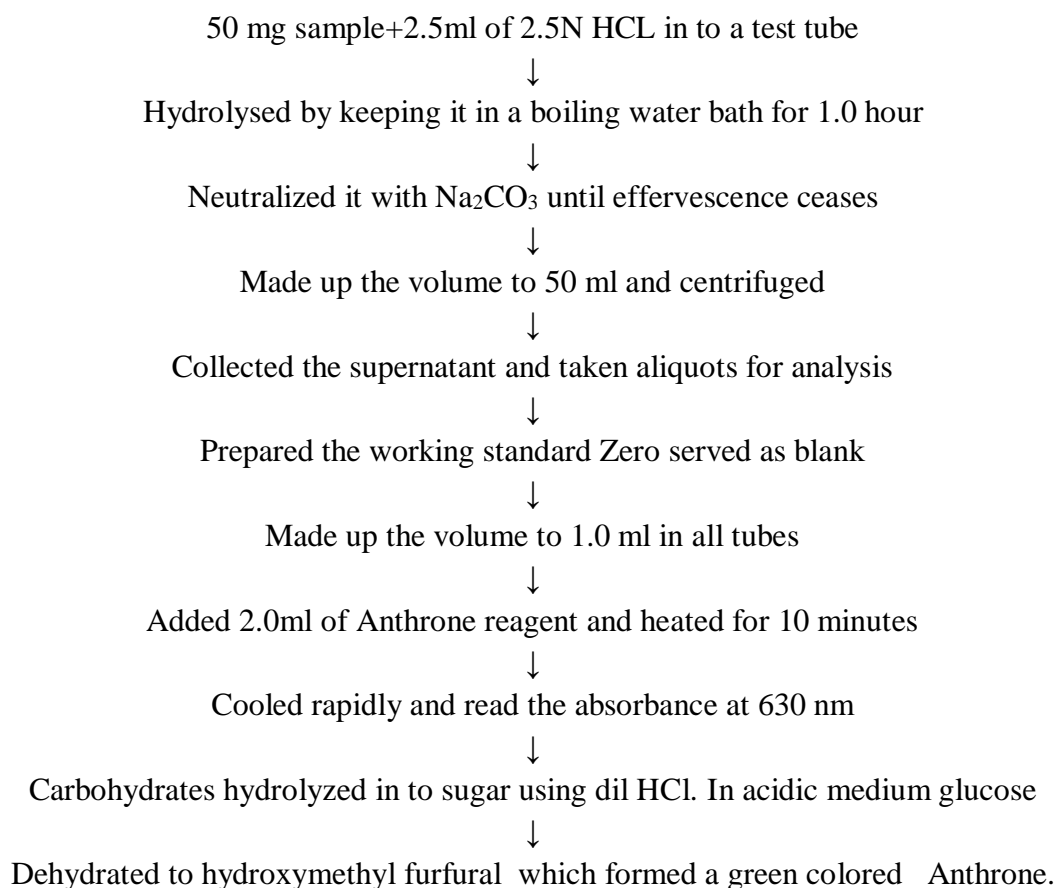 50 mg sample+2.5ml of 2.5N HCL in to a test tube
↓
Hydrolysed by keeping it in a boiling water bath for 1.0 hour
↓
Neutralized it with Na₂CO₃ until effervescence ceases
↓
Made up the volume to 50 ml and centrifuged
↓
Collected the supernatant and taken aliquots for analysis
↓
Prepared the working standard Zero served as blank
↓
Made up the volume to 1.0 ml in all tubes
↓
Added 2.0ml of Anthrone reagent and heated for 10 minutes
↓
Cooled rapidly and read the absorbance at 630 nm
↓
Carbohydrates hydrolyzed in to sugar using dil HCl. In acidic medium glucose
↓
Dehydrated to hydroxymethyl furfural which formed a green colored Anthrone.